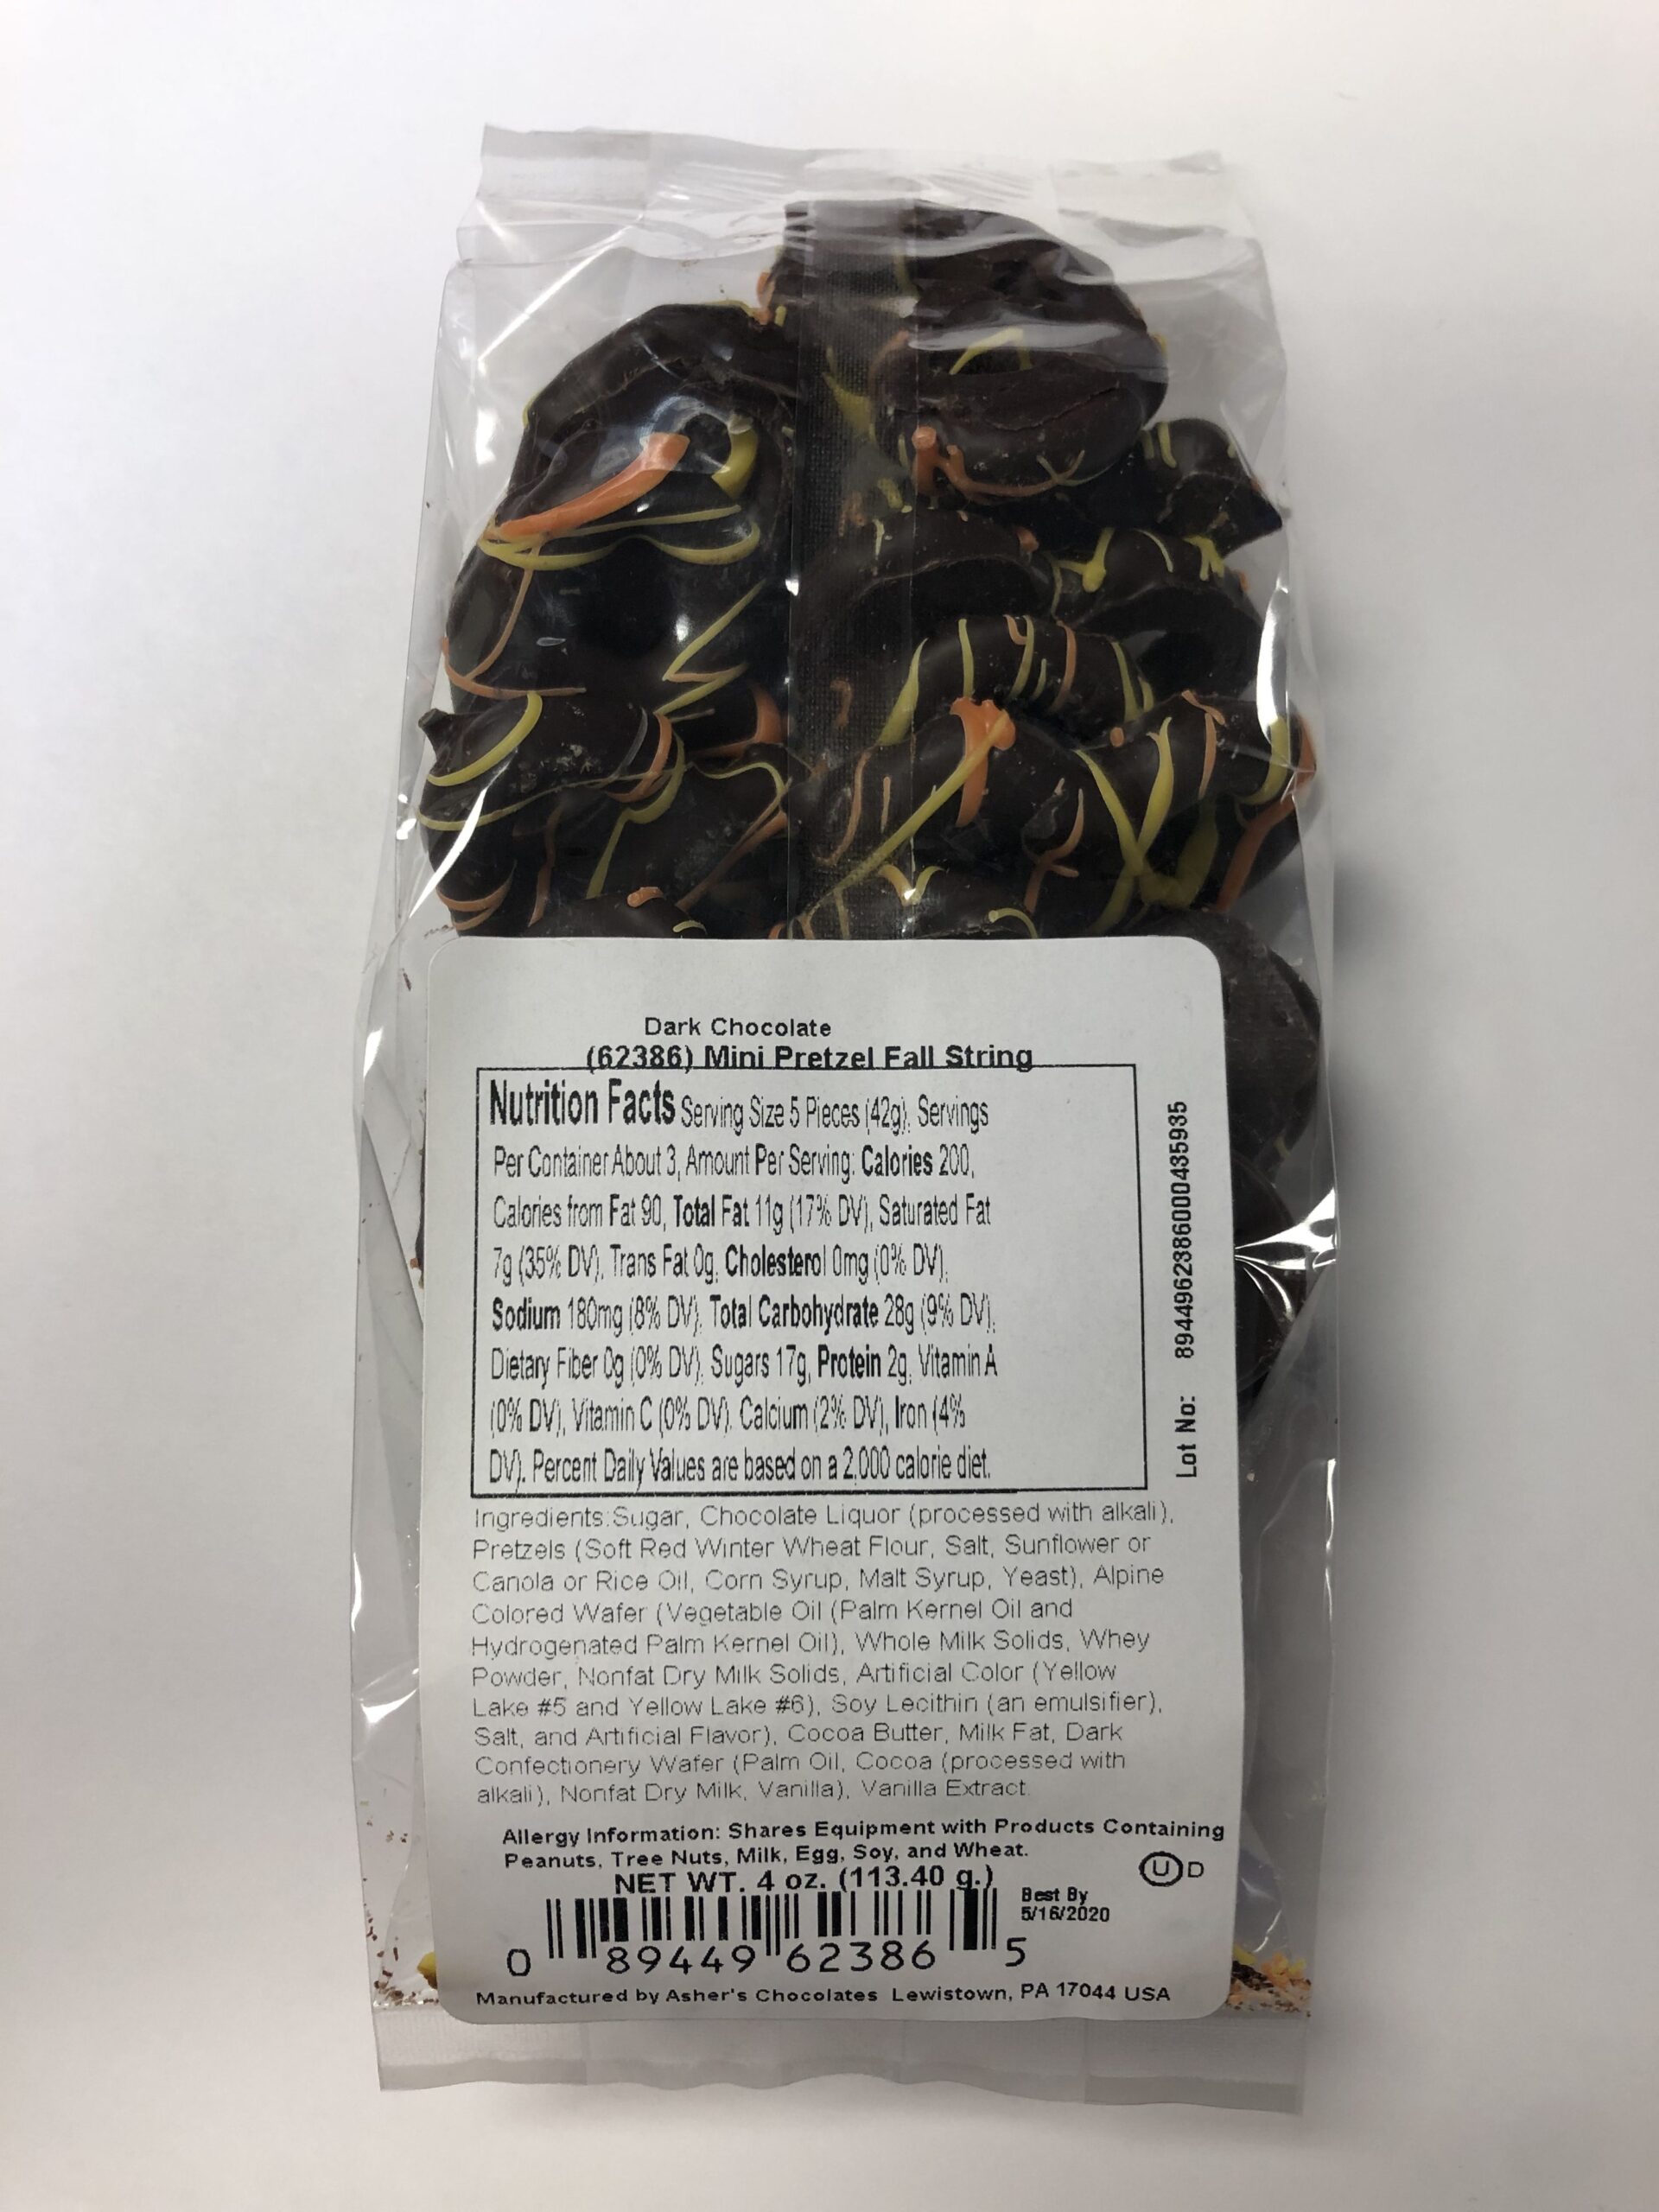 Dark Chocolate
(62386) Mini Pretzel Fall String
Nutrition Facts Serving Size 5 Pieces (42g), Servings
Per Container About 3, Amount Per Serving: Calories 200,
Calories from Fat 90, Total Fat 11g (17% DV), Saturated Fat
7g (35% DV), Trans Fat 0g, Cholesterol 0mg (0% DV),
Sodium 180mg (8% DV), Total Carbohydrate 28g (9% DV),
Dietary Fiber 0g (0% DV), Sugars 17g, Protein 2g, Vitamin A
(0% DV), Vitamin C (0% DV), Calcium (2% DV), Iron (4%
DV). Percent Daily Values are based on a 2,000 calorie diet.
Lot No: 89449623860000435935
Ingredients:Sugar, Chocolate Liquor (processed with alkali),
Pretzels (Soft Red Winter Wheat Flour, Salt, Sunflower or
Canola or Rice Oil, Corn Syrup, Malt Syrup, Yeast), Alpine
Colored Wafer (Vegetable Oil (Palm Kernel Oil and
Hydrogenated Palm Kernel Oil), Whole Milk Solids, Whey
Powder, Nonfat Dry Milk Solids, Artificial Color (Yellow
Lake #5 and Yellow Lake #6), Soy Lecithin (an emulsifier),
Salt, and Artificial Flavor), Cocoa Butter, Milk Fat, Dark
Confectionery Wafer (Palm Oil, Cocoa (processed with
alkali), Nonfat Dry Milk, Vanilla), Vanilla Extract.
Allergy Information: Shares Equipment with Products Containing
Peanuts, Tree Nuts, Milk, Egg, Soy, and Wheat.
U D
NET WT. 4 oz. (113.40 g.)
Best By
5/16/2020
0 89449 62386 5
Manufactured by Asher's Chocolates Lewistown, PA 17044 USA